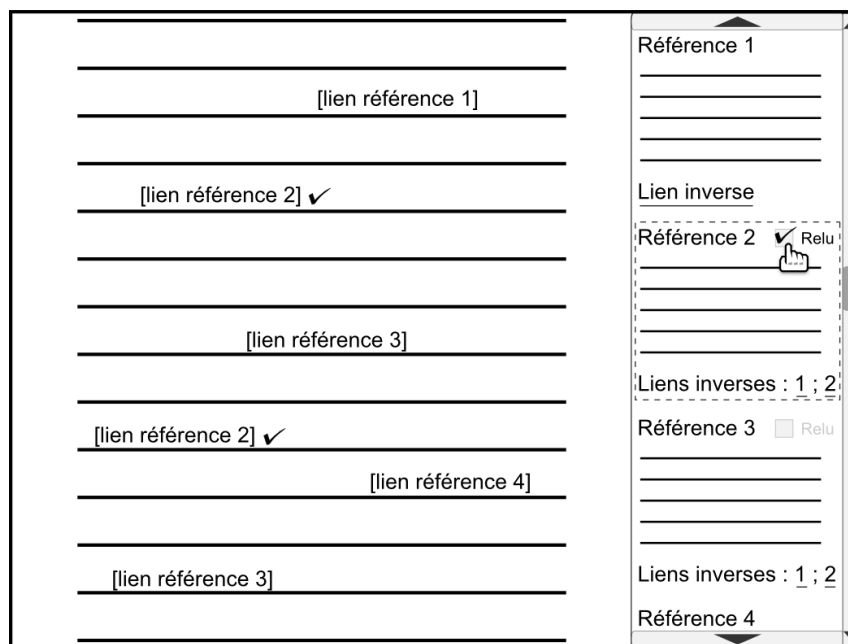 [lien référence 1]
[lien référence 2] ✓
[lien référence 3]
[lien référence 2] ✓
[lien référence 4]
[lien référence 3]
Référence 1
Lien inverse
Référence 2 ✓ Relu
Liens inverses : 1 ; 2
Référence 3 Relu
Liens inverses : 1 ; 2
Référence 4